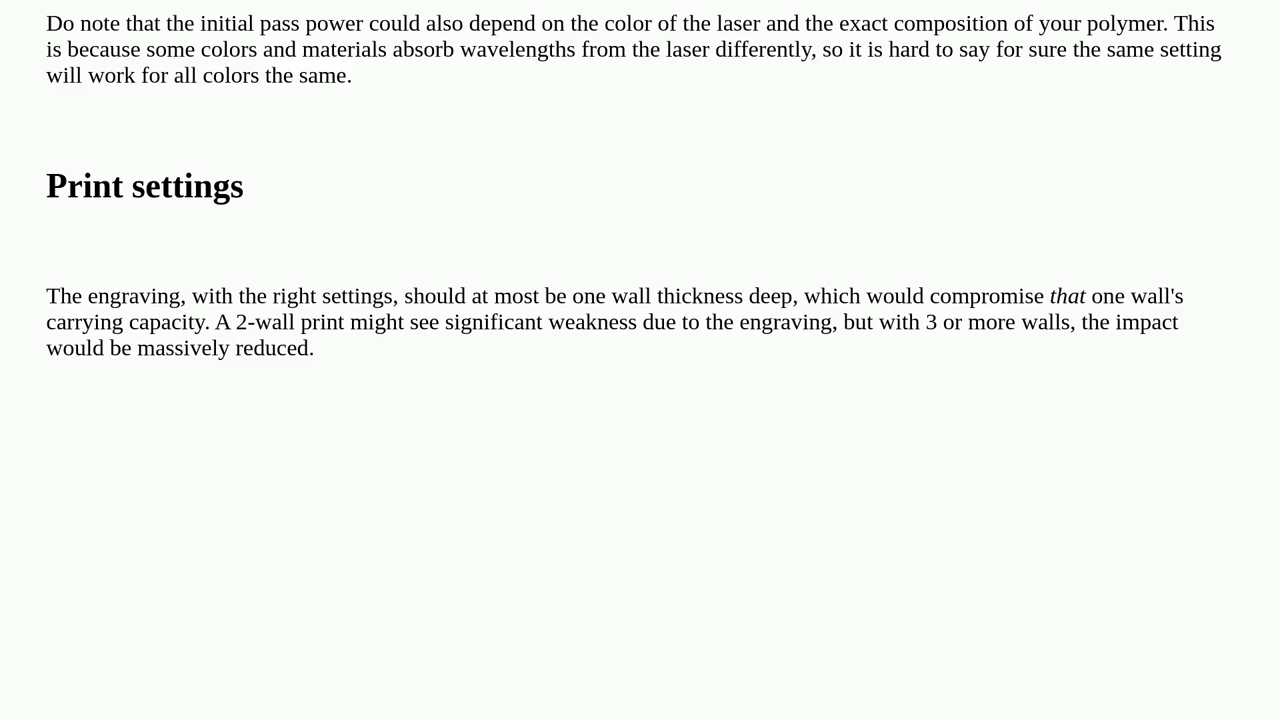 Do note that the initial pass power could also depend on the color of the laser and the exact composition of your polymer. This
is because some colors and materials absorb wavelengths from the laser differently, so it is hard to say for sure the same setting
will work for all colors the same.
Print settings
The engraving, with the right settings, should at most be one wall thickness deep, which would compromise that one wall's
carrying capacity. A 2-wall print might see significant weakness due to the engraving, but with 3 or more walls, the impact
would be massively reduced.